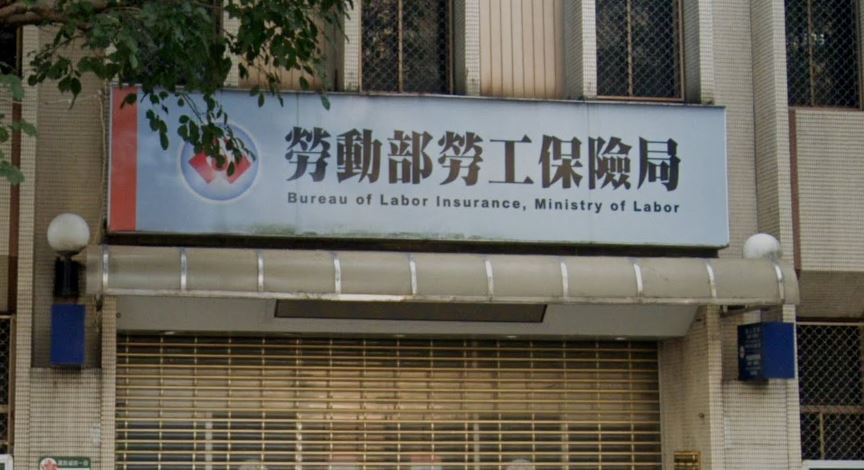 勞動部勞工保險局
Bureau of Labor Insurance, Ministry of Labor